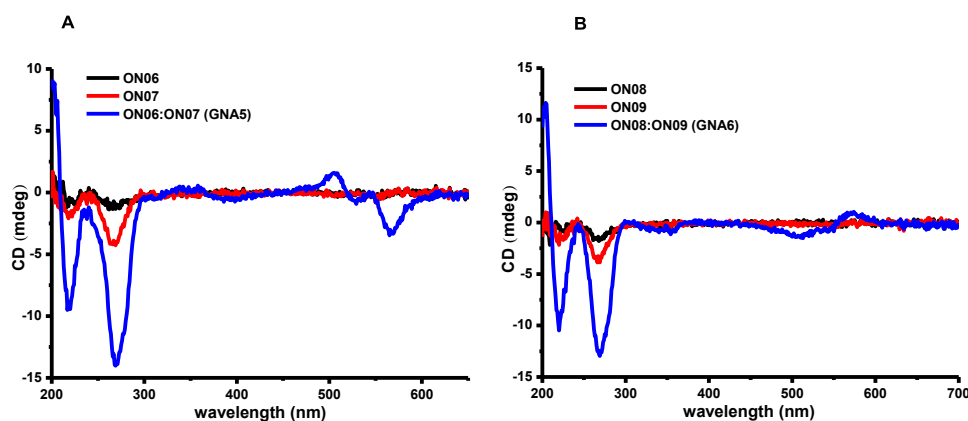 A
ON06
ON07
ON06:ON07 (GNA5)
CD (mdeg)
10
5
0
-5
-10
-15
200 300 400 500 600
wavelength (nm)
B
ON08
ON09
ON08:ON09 (GNA6)
CD (mdeg)
15
10
5
0
-5
-10
-15
200 300 400 500 600 700
wavelength (nm)